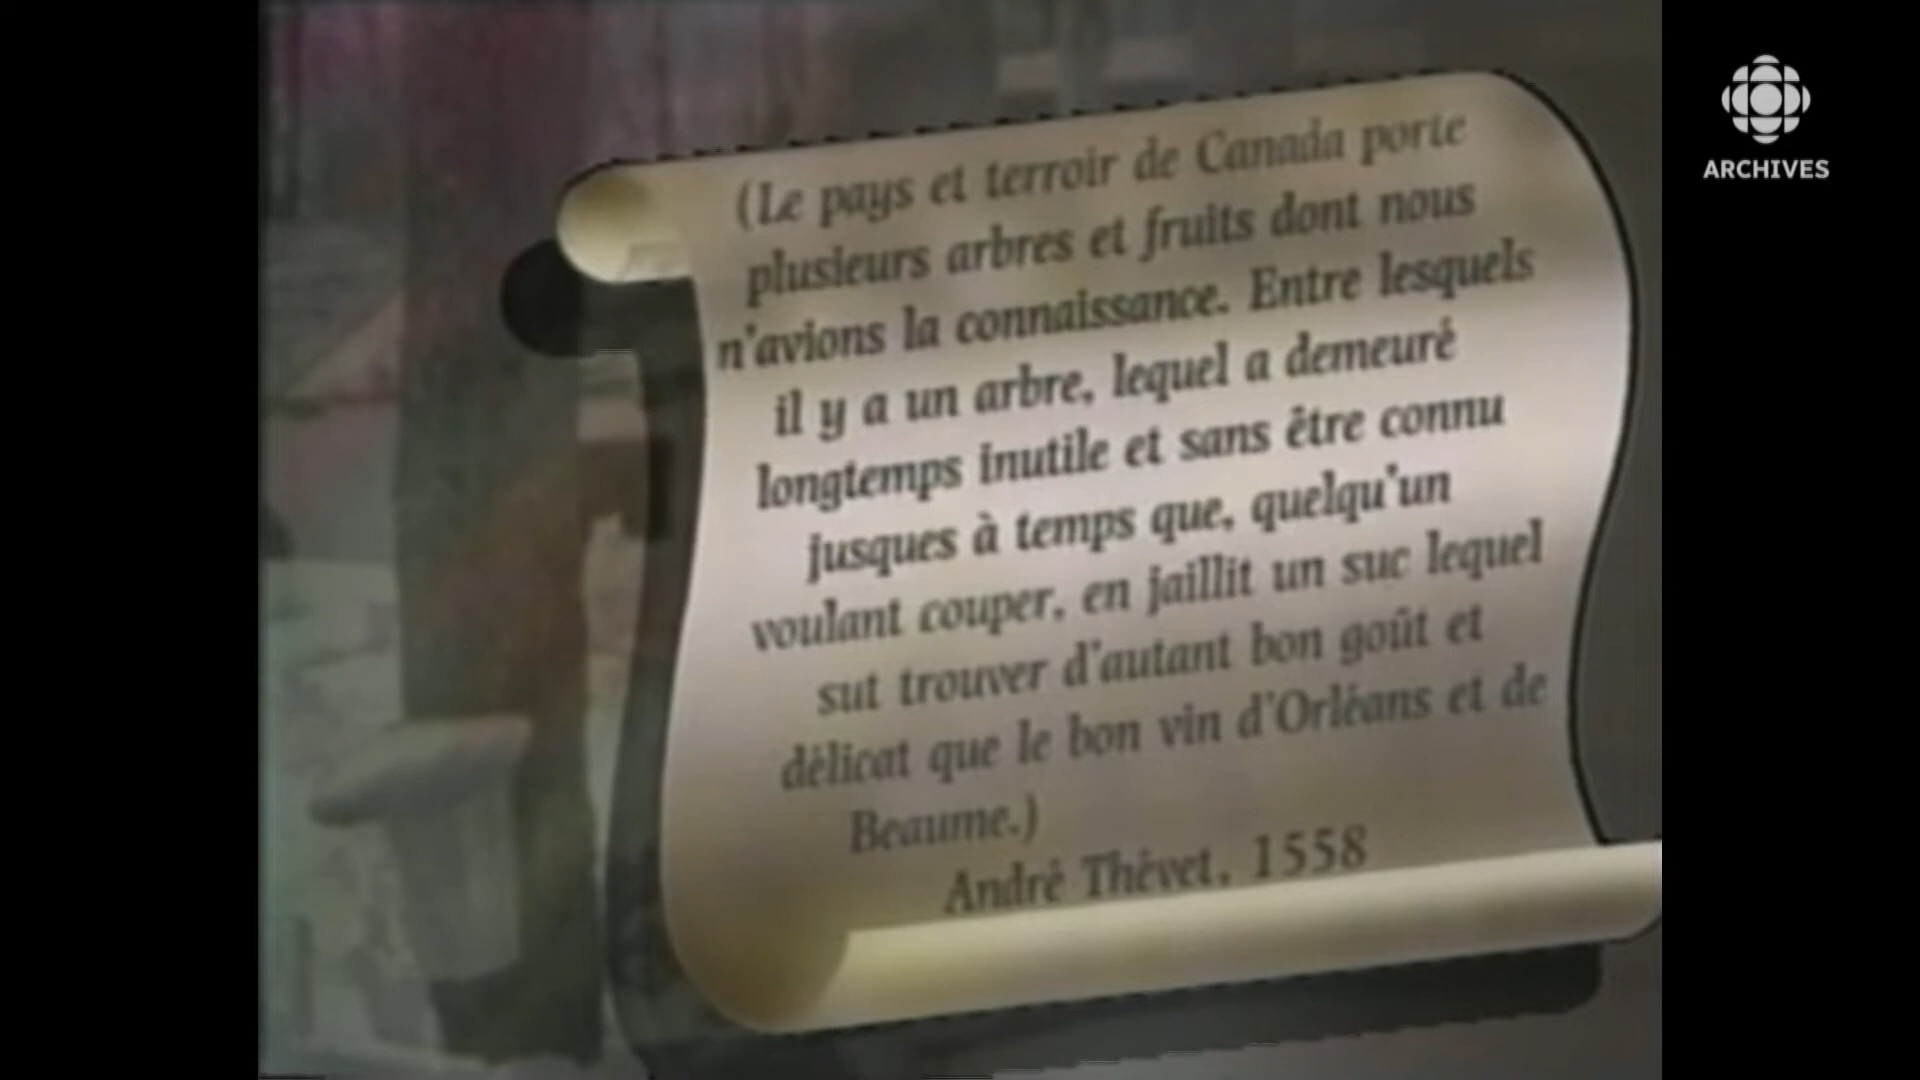 (Le pays et terroir de Canada porte
plusieurs arbres et fruits dont nous
n'avions la connaissance. Entre lesquels
il y a un arbre, lequel a demeuré
longtemps inutile et sans être connu
jusques à temps que, quelqu'un
voulant couper, en jaillit un suc lequel
sut trouver d'autant bon goût et
délicat que le bon vin d'Orléans et de
Beaume.)
André Thévet, 1558
ARCHIVES